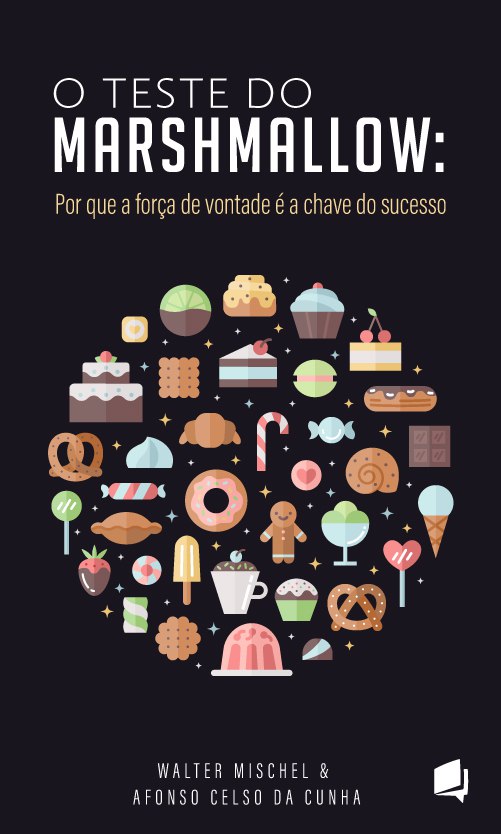 O TESTE DO
MARSHMALLOW:
Por que a força de vontade é a chave do sucesso
WALTER MISCHEL &
AFONSO CELSO DA CUNHA